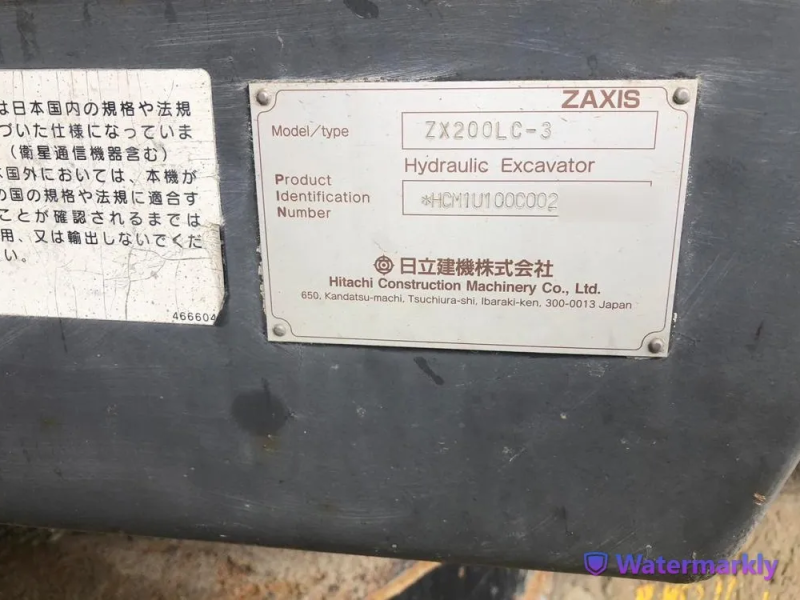 は日本国内の規格や法規
づいた仕様になっていま
(衛星通信機器含む)
国外においては、本機が
の国の規格や法規に適合す
ことが確認されるまでは
用、又は輸出しないでくだ
い。
466604
ZAXIS
Model/type ZX200LC-3
Hydraulic Excavator
Product
Identification
Number
*HCM1U100C002
日立建機株式会社
Hitachi Construction Machinery Co., Ltd.
650, Kandatsu-machi, Tsuchiura-shi, Ibaraki-ken, 300-0013 Japan
Watermarkly